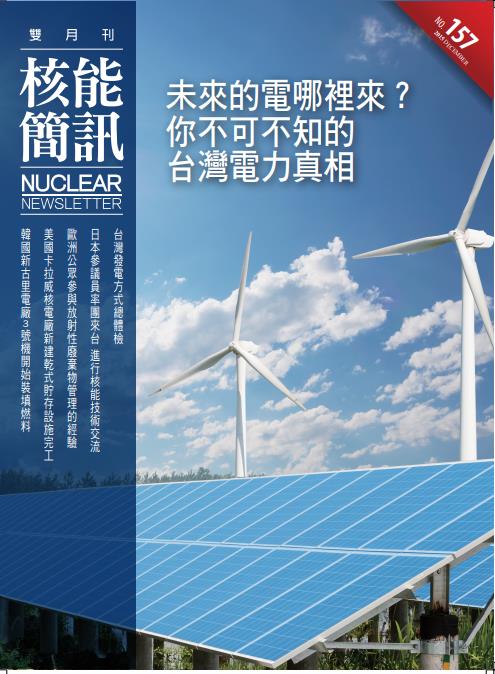 雙月刊
核能
簡訊
NUCLEAR
NEWSLETTER
NO. 157
2015 DECEMBER
未來的電哪裡來？
你不可不知的
台灣電力真相
台灣發電方式總體檢
日本參議員率團來台 進行核能技術交流
歐洲公眾參與放射性廢棄物管理的經驗
美國卡拉威核電廠新建乾式貯存設施完工
韓國新古里電廠3號機開始裝填燃料